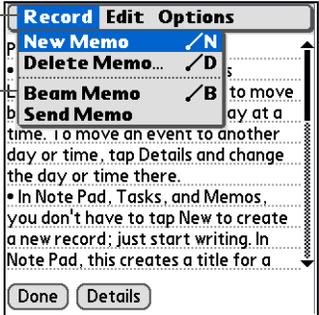 Record Edit Options
New Memo /N
Delete Memo... /D
Beam Memo /B
Send Memo
P
• s
to move
b ay at a
time. To move an event to another
day or time, tap Details and change
the day or time there.
• In Note Pad, Tasks, and Memos,
you don't have to tap New to create
a new record; just start writing. In
Note Pad, this creates a title for a
Done Details